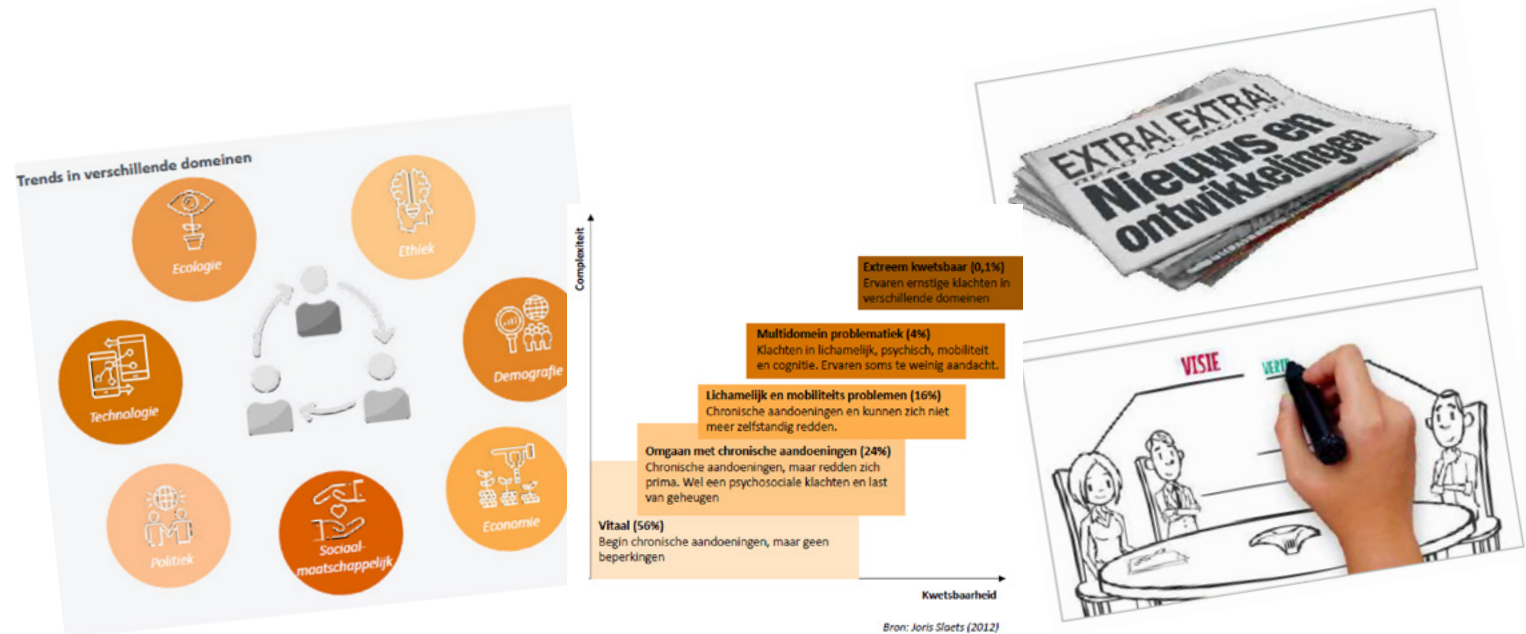 Trends in verschillende domeinen
Ecologie
Ethiek
Technologie
Demografie
Politiek
Sociaal-
maatschappelijk
Economie
Complexiteit
Extreem kwetsbaar (0,1%)
Ervaren ernstige klachten in
verschillende domeinen
Multidomein problematiek (4%)
Klachten in lichamelijk, psychisch, mobiliteit
en cognitie. Ervaren soms te weinig aandacht.
Lichamelijk en mobiliteits problemen (16%)
Chronische aandoeningen en kunnen zich niet
meer zelfstandig redden.
Omgaan met chronische aandoeningen (24%)
Chronische aandoeningen, maar redden zich
prima. Wel een psychosociale klachten en last
van geheugen
Vitaal (56%)
Begin chronische aandoeningen, maar geen
beperkingen
Kwetsbaarheid
Bron: Joris Slaets (2012)
EXTRA! EXTRA!
READ ALL ABOUT IT!
Nieuws en
ontwikkelingen
VISIE